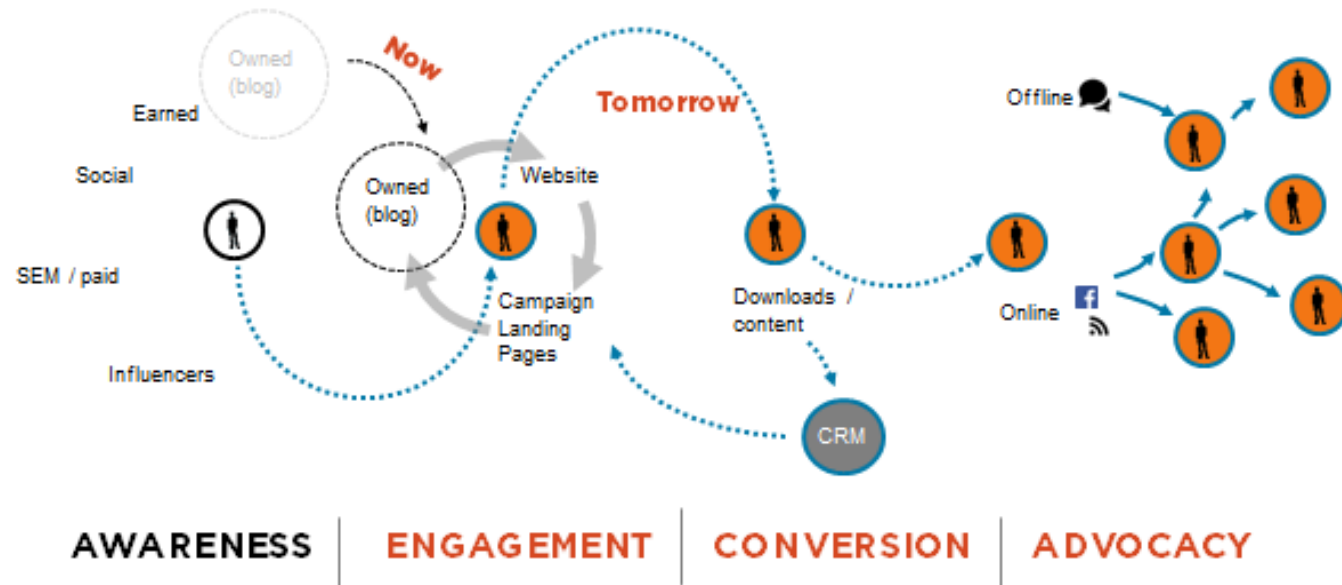 Owned
(blog)
Now
Earned
Tomorrow
Offline
Social
Owned
(blog)
Website
SEM / paid
Campaign
Landing
Pages
Downloads /
content
Online
f
Influencers
CRM
AWARENESS
ENGAGEMENT
CONVERSION
ADVOCACY